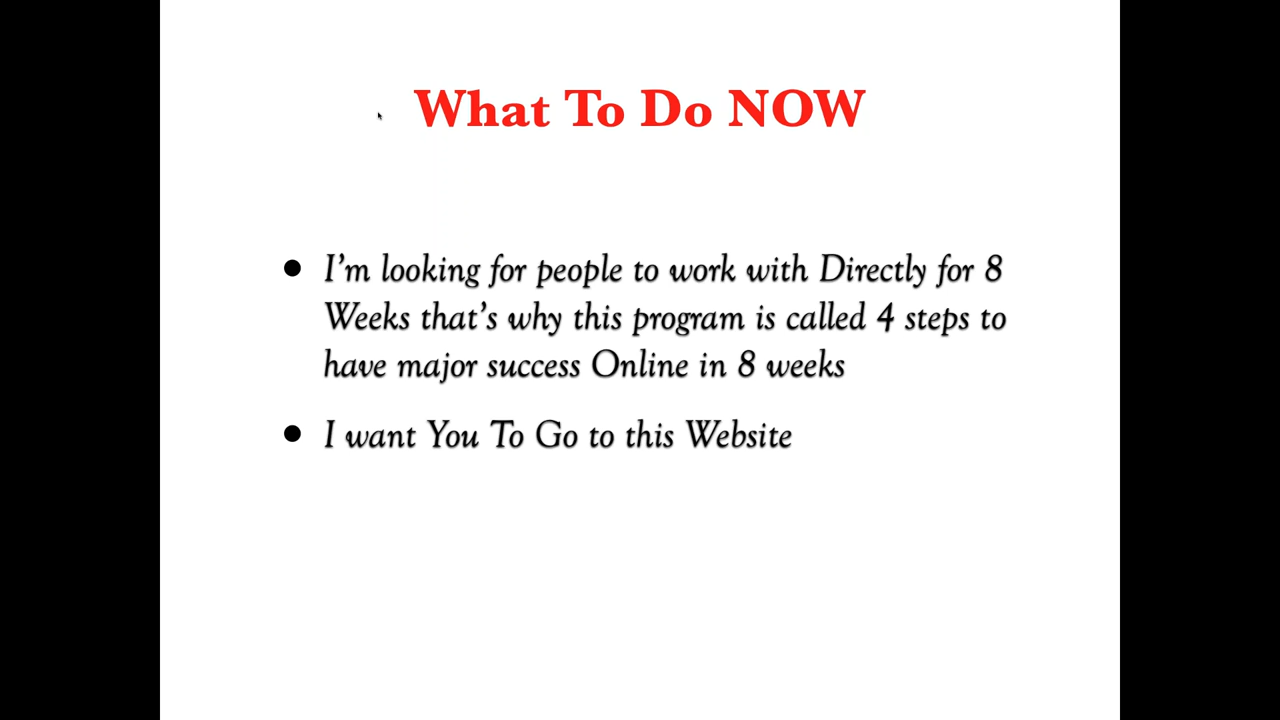 What To Do NOW
• I'm looking for people to work with Directly for 8
Weeks that's why this program is called 4 steps to
have major success Online in 8 weeks
• I want You To Go to this Website